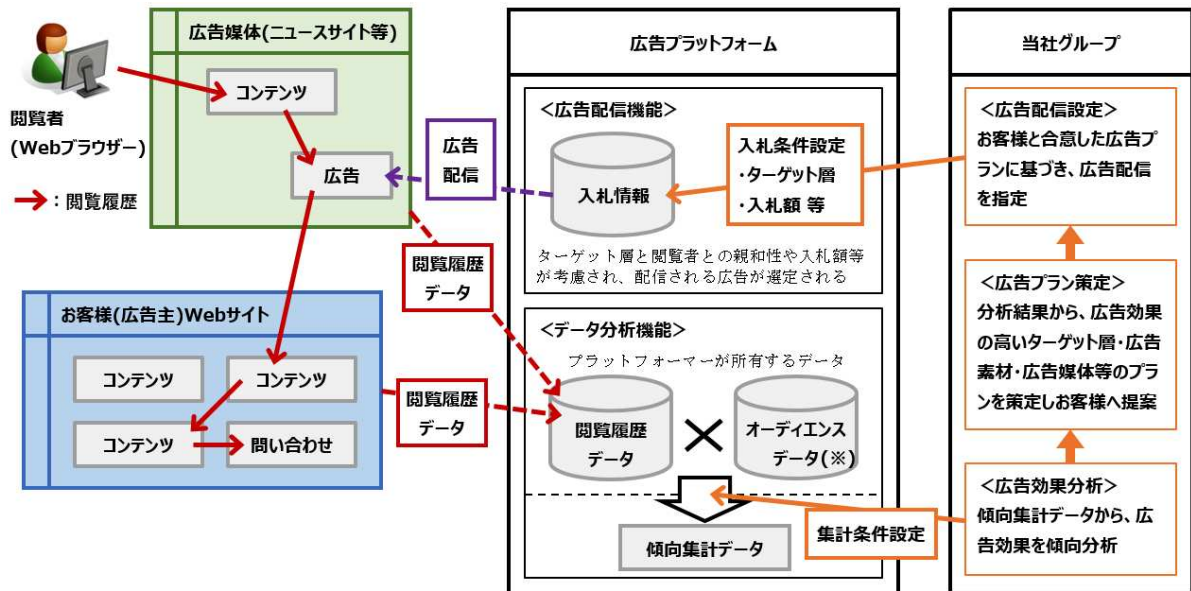 広告媒体(ニュースサイト等)
コンテンツ
広告
閲覧者
(Webブラウザー)
：閲覧履歴
お客様(広告主)Webサイト
コンテンツ
コンテンツ
コンテンツ
問い合わせ
広告
配信
閲覧履歴
データ
閲覧履歴
データ
広告プラットフォーム
＜広告配信機能＞
入札情報
入札条件設定
・ターゲット層
・入札額 等
ターゲット層と閲覧者との親和性や入札額等
が考慮され、配信される広告が選定される
＜データ分析機能＞
プラットフォーマーが所有するデータ
閲覧履歴
データ
オーディエンス
データ(※)
傾向集計データ
集計条件設定
当社グループ
＜広告配信設定＞
お客様と合意した広告プ
ランに基づき、広告配信
を指定
＜広告プラン策定＞
分析結果から、広告効果
の高いターゲット層・広告
素材・広告媒体等のプラ
ンを策定しお客様へ提案
＜広告効果分析＞
傾向集計データから、広
告効果を傾向分析